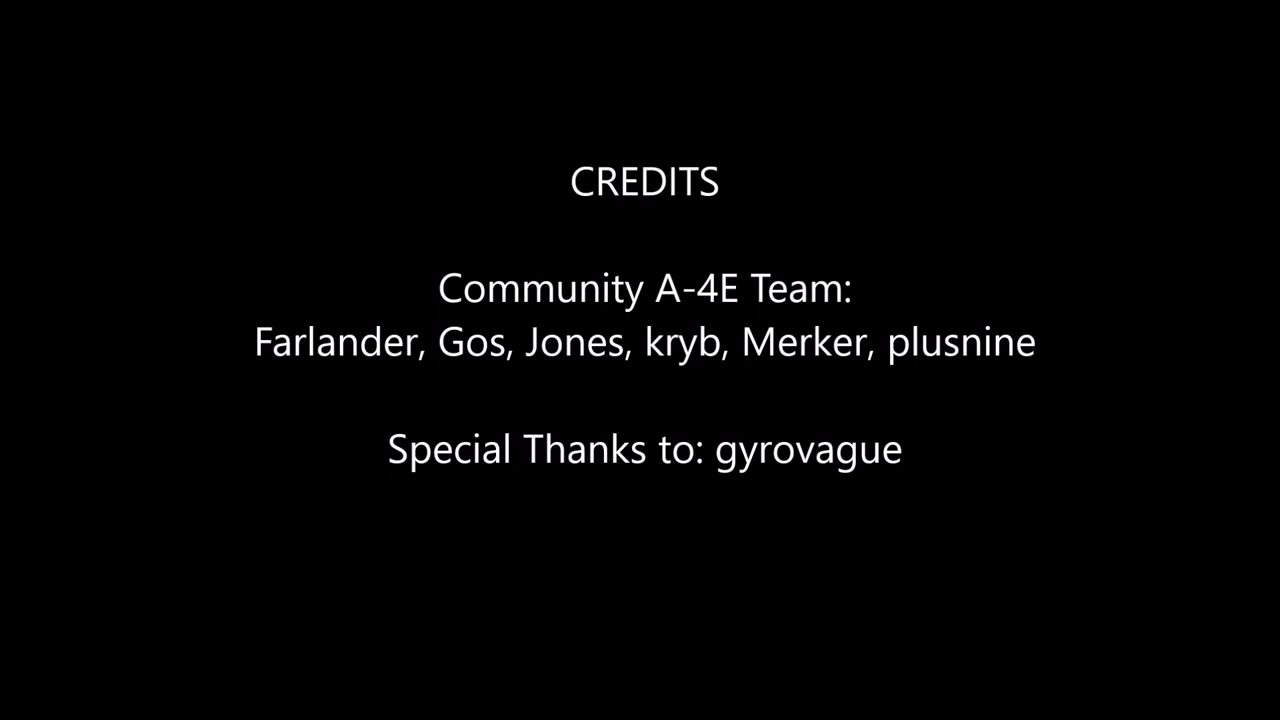 CREDITS
Community A-4E Team:
Farlander, Gos, Jones, kryb, Merker, plusnine
Special Thanks to: gyrovague